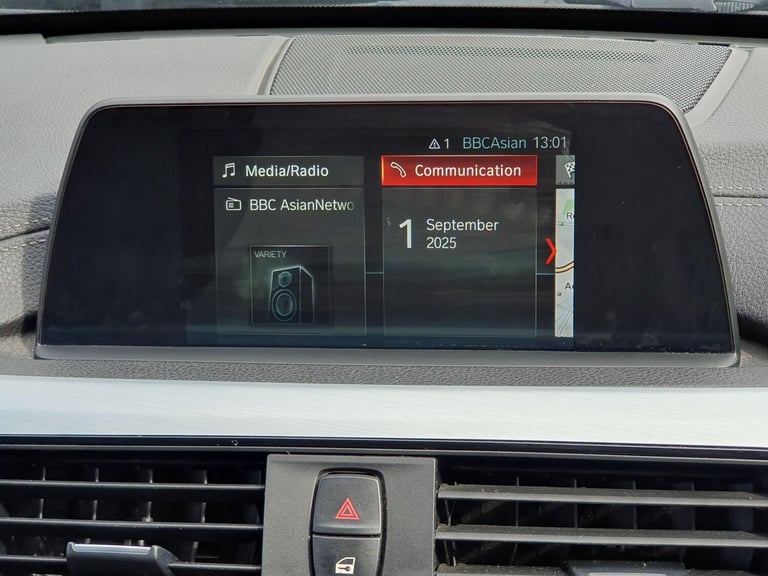 1 BBCAsian 13:01
Media/Radio
Communication
BBC AsianNetwo
VARIETY
1 September
2025